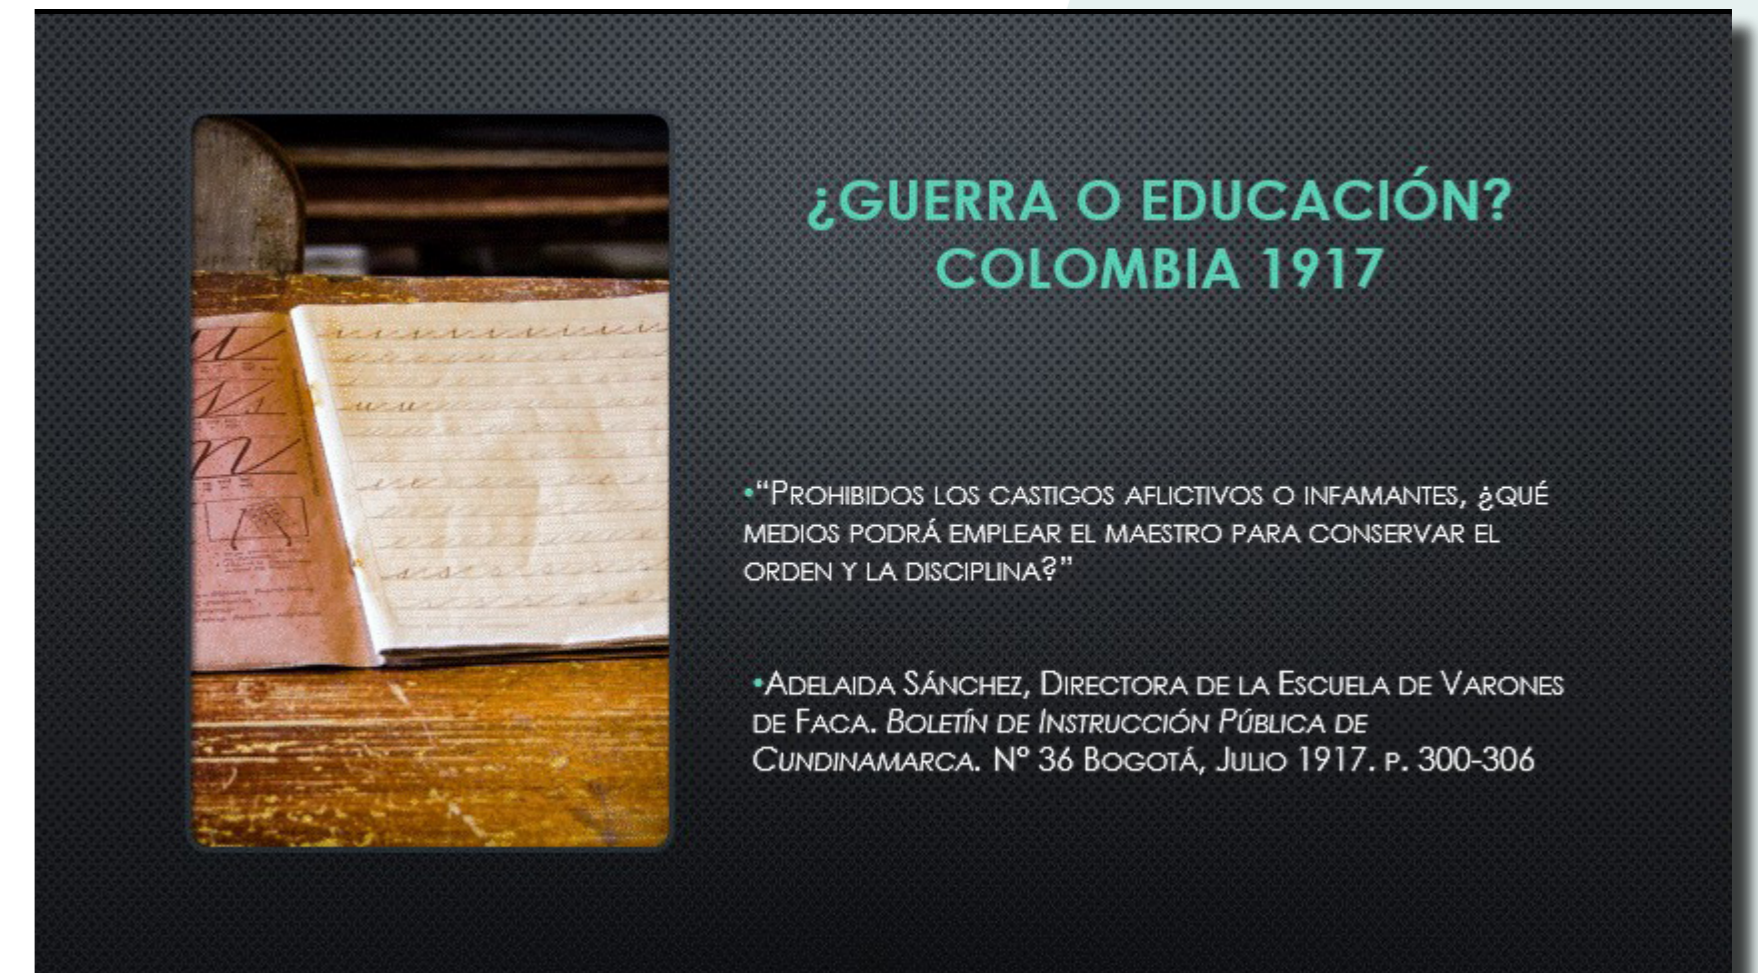 ¿GUERRA O EDUCACIÓN?
COLOMBIA 1917
•“PROHIBIDOS LOS CASTIGOS AFLICTIVOS O INFAMANTES, ¿QUÉ
MEDIOS PODRÁ EMPLEAR EL MAESTRO PARA CONSERVAR EL
ORDEN Y LA DISCIPLINA?”
•ADELAIDA SÁNCHEZ, DIRECTORA DE LA ESCUELA DE VARONES
DE FACA. BOLETÍN DE INSTRUCCIÓN PÚBLICA DE
CUNDINAMARCA. Nº 36 BOGOTÁ, JULIO 1917. P. 300-306